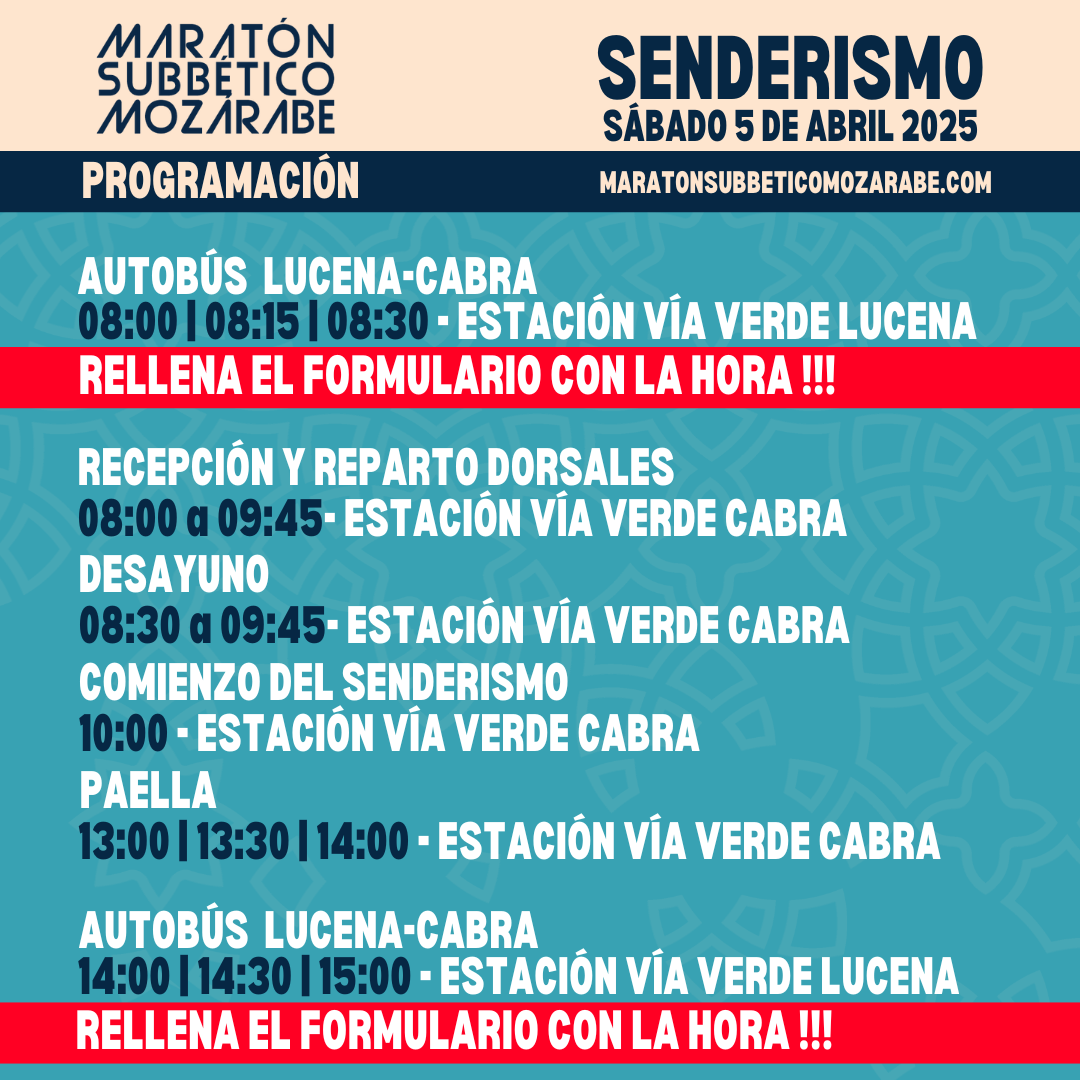 MARATÓN
SUBBÉTICO
MOZÁRABE
SENDERISMO
SÁBADO 5 DE ABRIL 2025
PROGRAMACIÓN
MARATONSUBBETICOMOZARABE.COM
AUTOBÚS LUCENA-CABRA
08:00 | 08:15 | 08:30 - ESTACIÓN VÍA VERDE LUCENA
RELLENA EL FORMULARIO CON LA HORA !!!
RECEPCIÓN Y REPARTO DORSALES
08:00 a 09:45- ESTACIÓN VÍA VERDE CABRA
DESAYUNO
08:30 a 09:45- ESTACIÓN VÍA VERDE CABRA
COMIENZO DEL SENDERISMO
10:00 - ESTACIÓN VÍA VERDE CABRA
PAELLA
13:00 | 13:30 | 14:00 - ESTACIÓN VÍA VERDE CABRA
AUTOBÚS LUCENA-CABRA
14:00 | 14:30 | 15:00 - ESTACIÓN VÍA VERDE LUCENA
RELLENA EL FORMULARIO CON LA HORA !!!